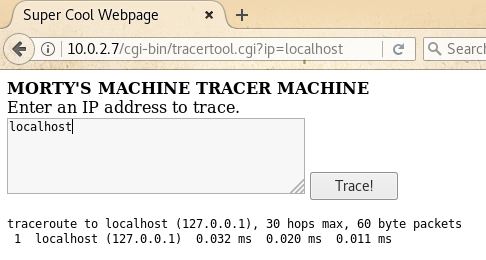 Super Cool Webpage
10.0.2.7/cgi-bin/tracertool.cgi?ip=localhost
Search
MORTY'S MACHINE TRACER MACHINE
Enter an IP address to trace.
localhost
Trace!
traceroute to localhost (127.0.0.1), 30 hops max, 60 byte packets
1 localhost (127.0.0.1) 0.032 ms 0.020 ms 0.011 ms